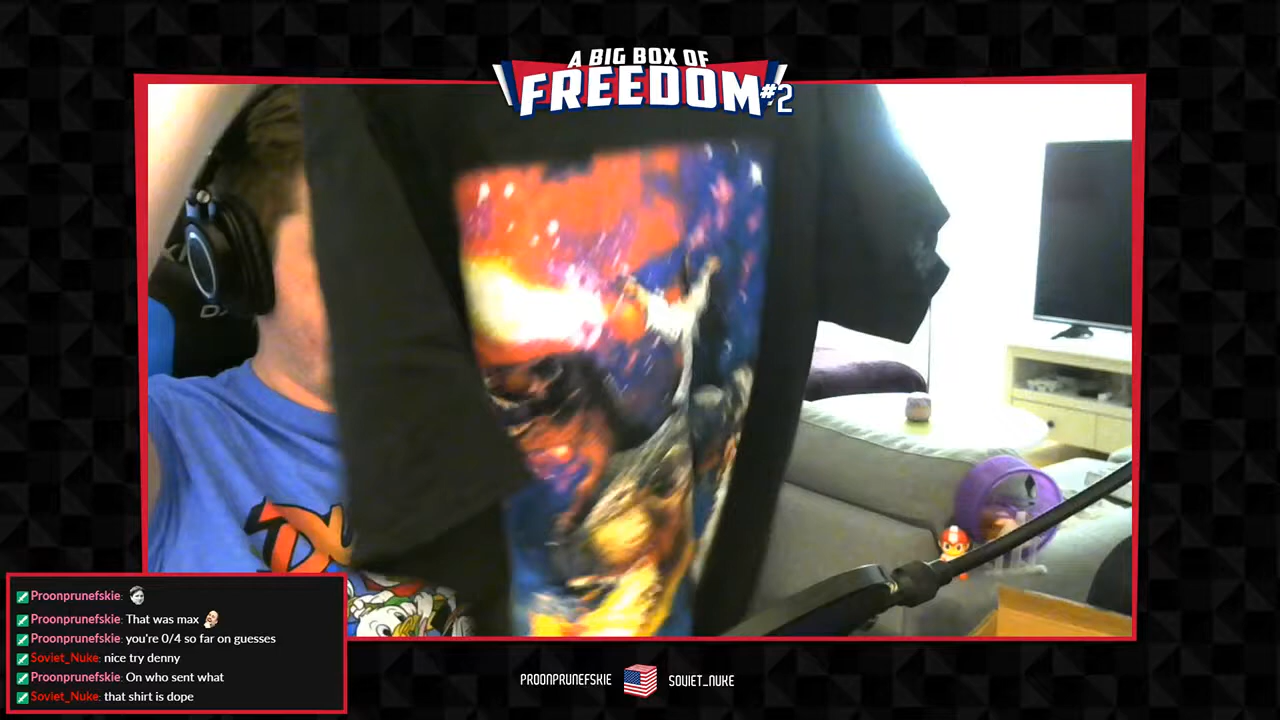 A BIG BOX OF
FREEDOM
#2
Proonprunefskie:
Proonprunefskie: That was max
Proonprunefskie: you're 0/4 so far on guesses
Soviet_Nuke: nice try denny
Proonprunefskie: On who sent what
Soviet_Nuke: that shirt is dope
PROONPRUNEFSKIE
SOVIET_NUKE